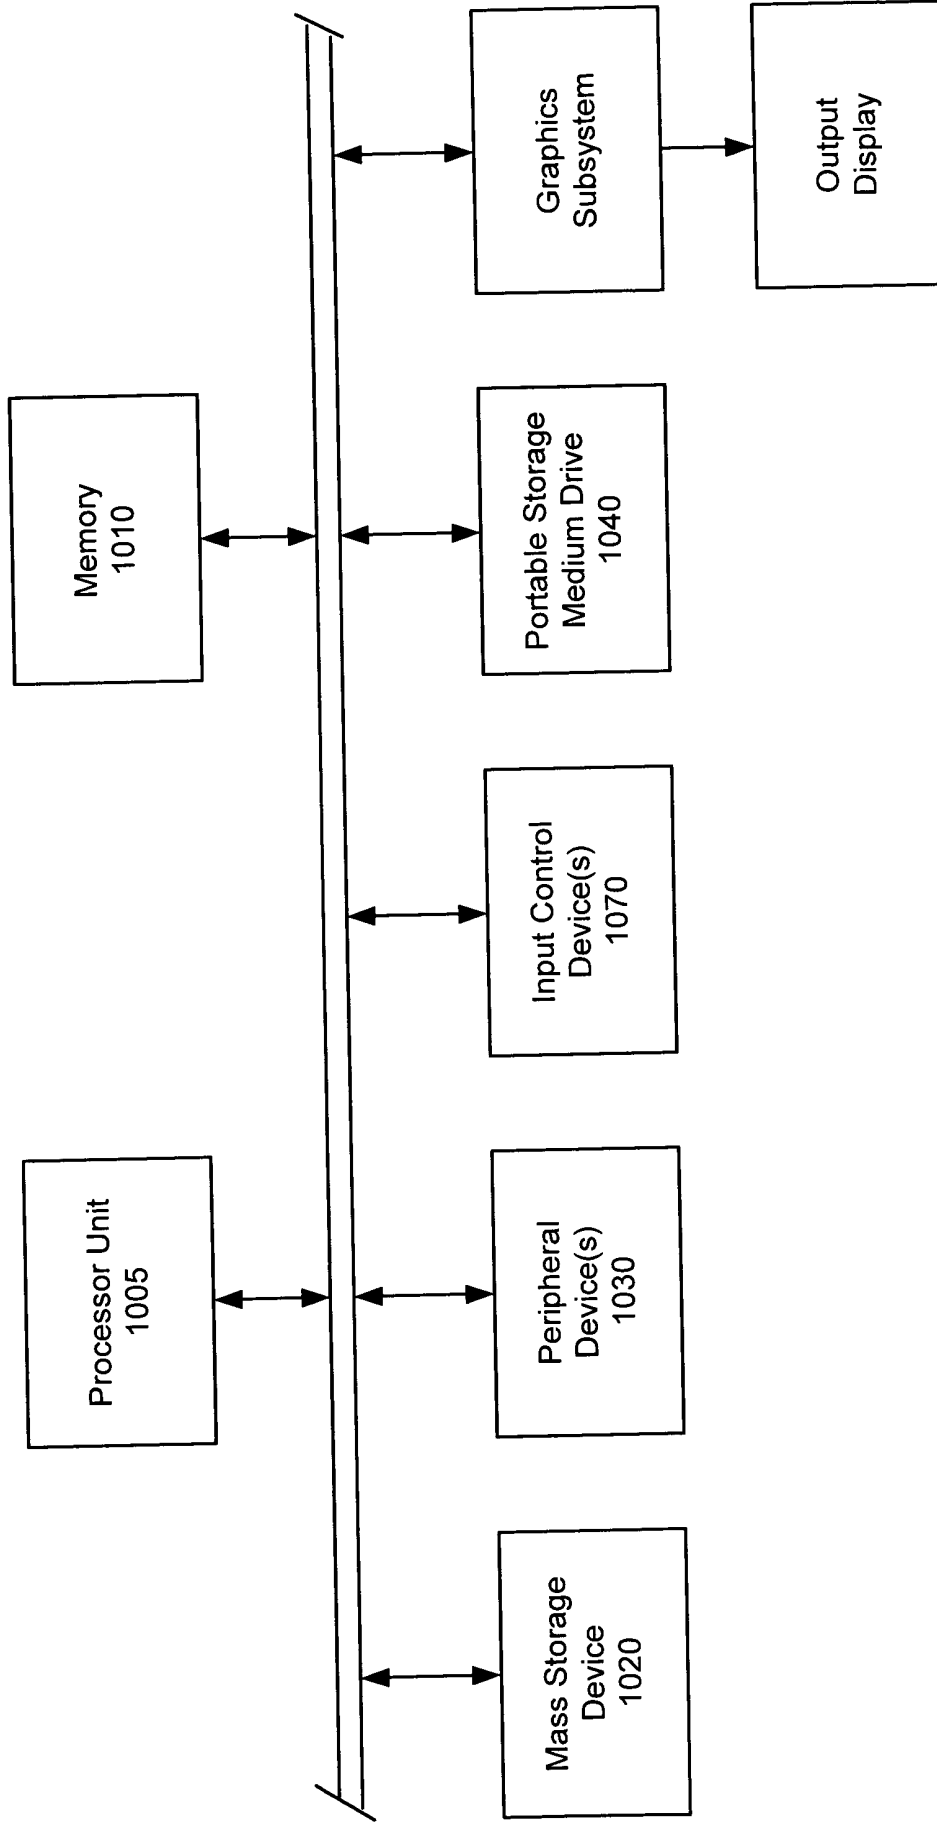 Processor Unit
1005
Memory
1010
Mass Storage
Device
1020
Peripheral
Device(s)
1030
Input Control
Device(s)
1070
Portable Storage
Medium Drive
1040
Graphics
Subsystem
Output
Display